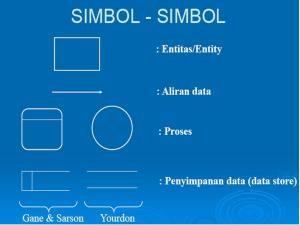 SIMBOL - SIMBOL
: Entitas/Entity
: Aliran data
: Proses
: Penyimpanan data (data store)
Gane & Sarson Yourdon